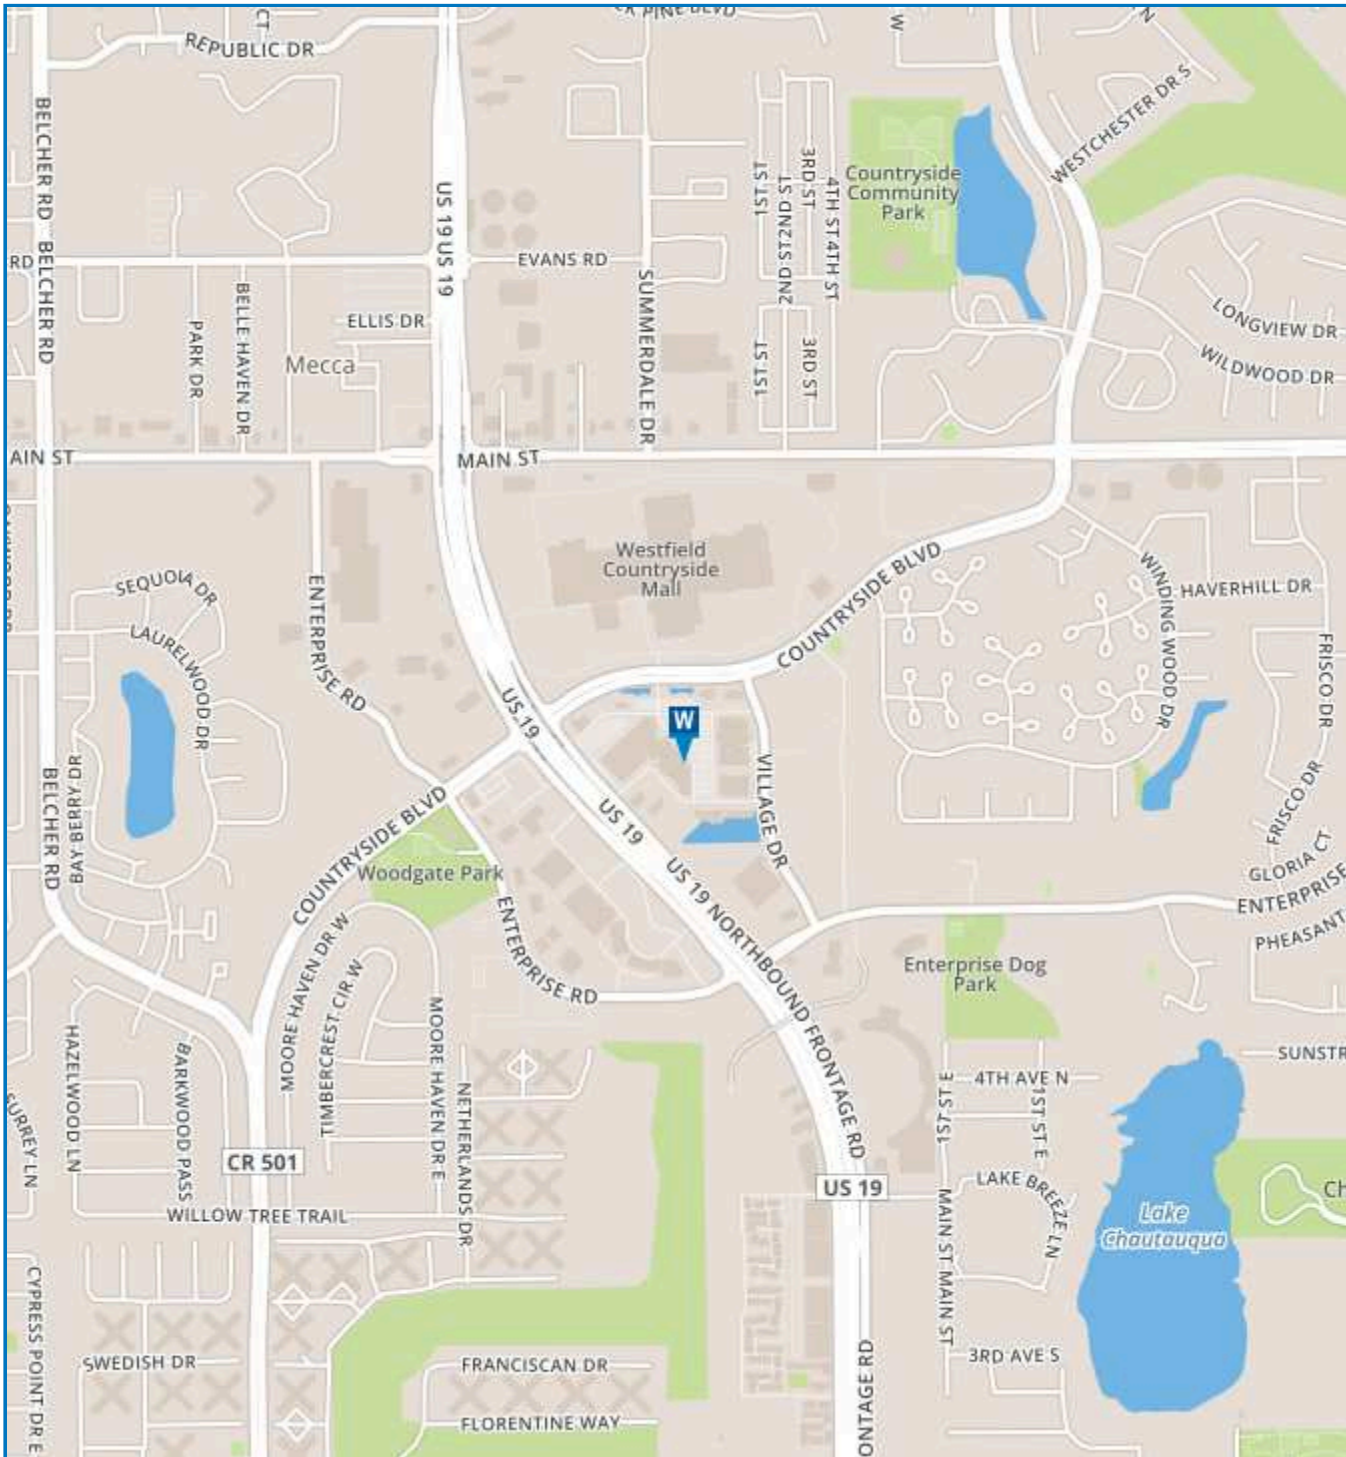 CT
REPUBLIC DR
CK PINE BLVD
W
N
WESTCHESTER DR S
BELCHER RD
BELCHER RD
US 19
US 19
RD
EVANS RD
SUMMERDALE DR
1ST ST
2ND ST
2ND ST
3RD ST
4TH ST
4TH ST
1ST ST
3RD ST
Countryside
Community
Park
PARK DR
BELLE HAVEN DR
ELLIS DR
Mecca
LONGVIEW DR
WILDWOOD DR
AIN ST
MAIN ST
Westfield
Countryside
Mall
COUNTRYSIDE BLVD
WINDING WOOD DR
HAVERHILL DR
FRISCO DR
FRISCO DR
SEQUOIA DR
LAURELWOOD DR
ENTERPRISE RD
US 19
W
VILLAGE DR
BELCHER RD
BAY BERRY DR
COUNTRYSIDE BLVD
US 19
Woodgate Park
US 19 NORTHBOUND FRONTAGE RD
GLORIA CT
ENTERPRISE
PHEASANT
ENTERPRISE RD
Enterprise Dog
Park
MOORE HAVEN DR W
TIMBERCREST CIR W
MOORE HAVEN DR E
HAZELWOOD LN
BARKWOOD PASS
NETHERLANDS DR
SURREY LN
SUNSTR
4TH AVE N
1ST ST E
1ST ST E
CR 501
US 19
LAKE BREEZE LN
WILLOW TREE TRAIL
MAIN ST
MAIN ST
Lake
Chautauqua
Ch
CYPRESS POINT DR E
SWEDISH DR
FRANCISCAN DR
FLORENTINE WAY
3RD AVE S
ONTAGE RD